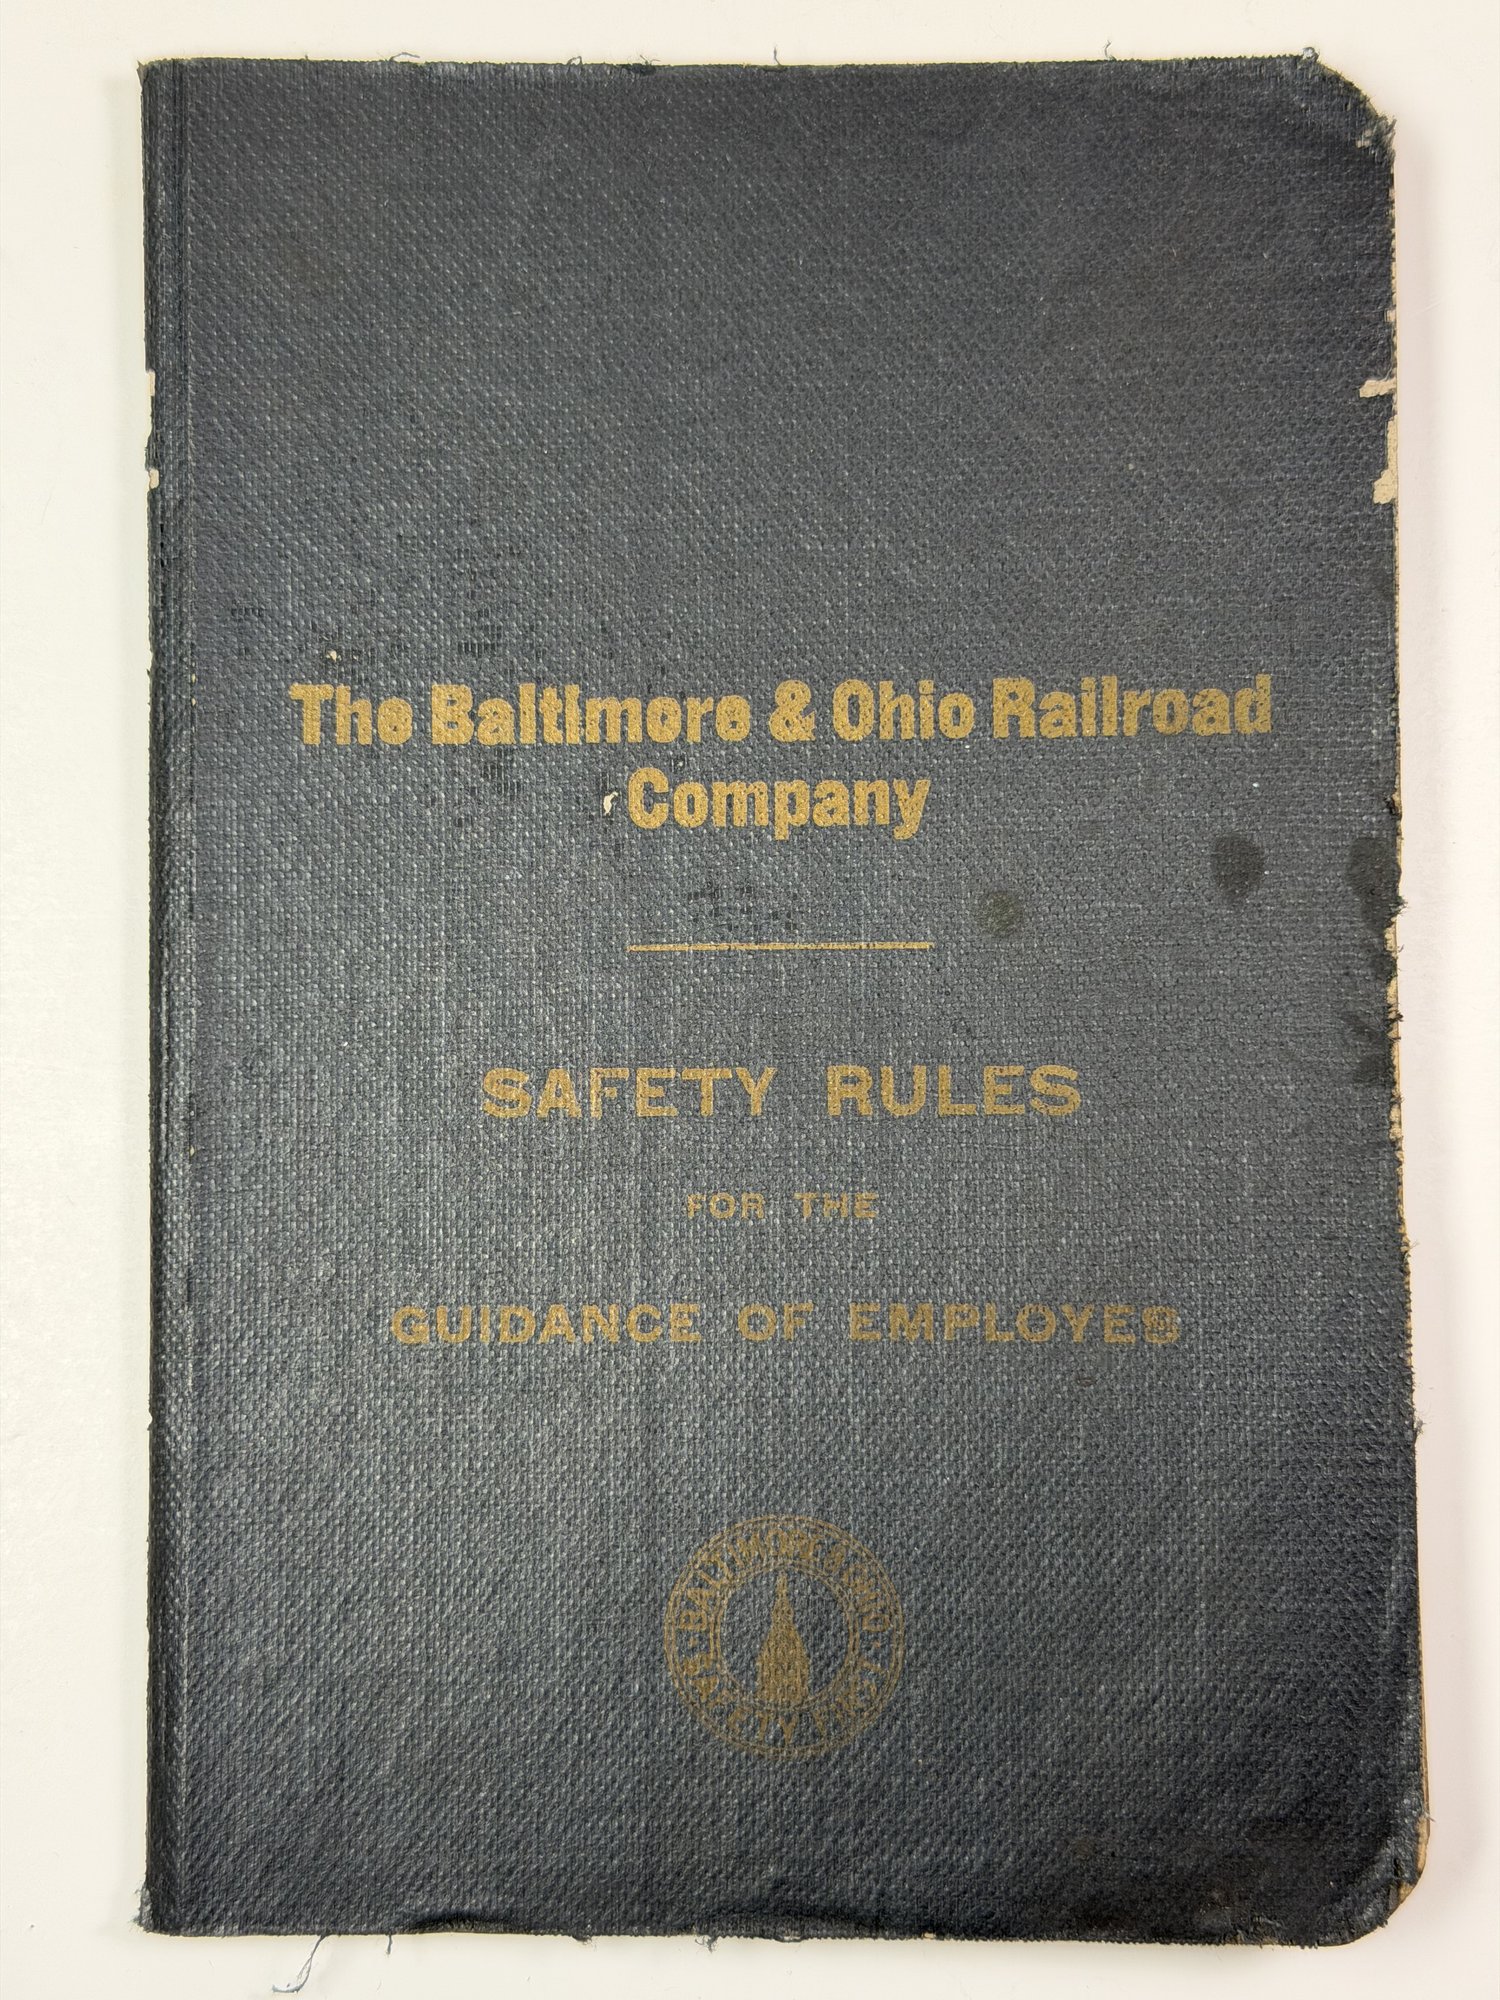 The Baltimore & Ohio Railroad
Company
SAFETY RULES
FOR THE
GUIDANCE OF EMPLOYES
BALTIMORE & OHIO
SAFETY FIRST